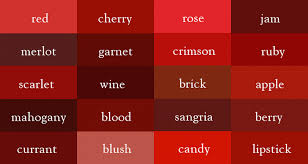 red cherry rose jam
merlot garnet crimson ruby
scarlet wine brick apple
mahogany blood sangria berry
currant blush candy lipstick